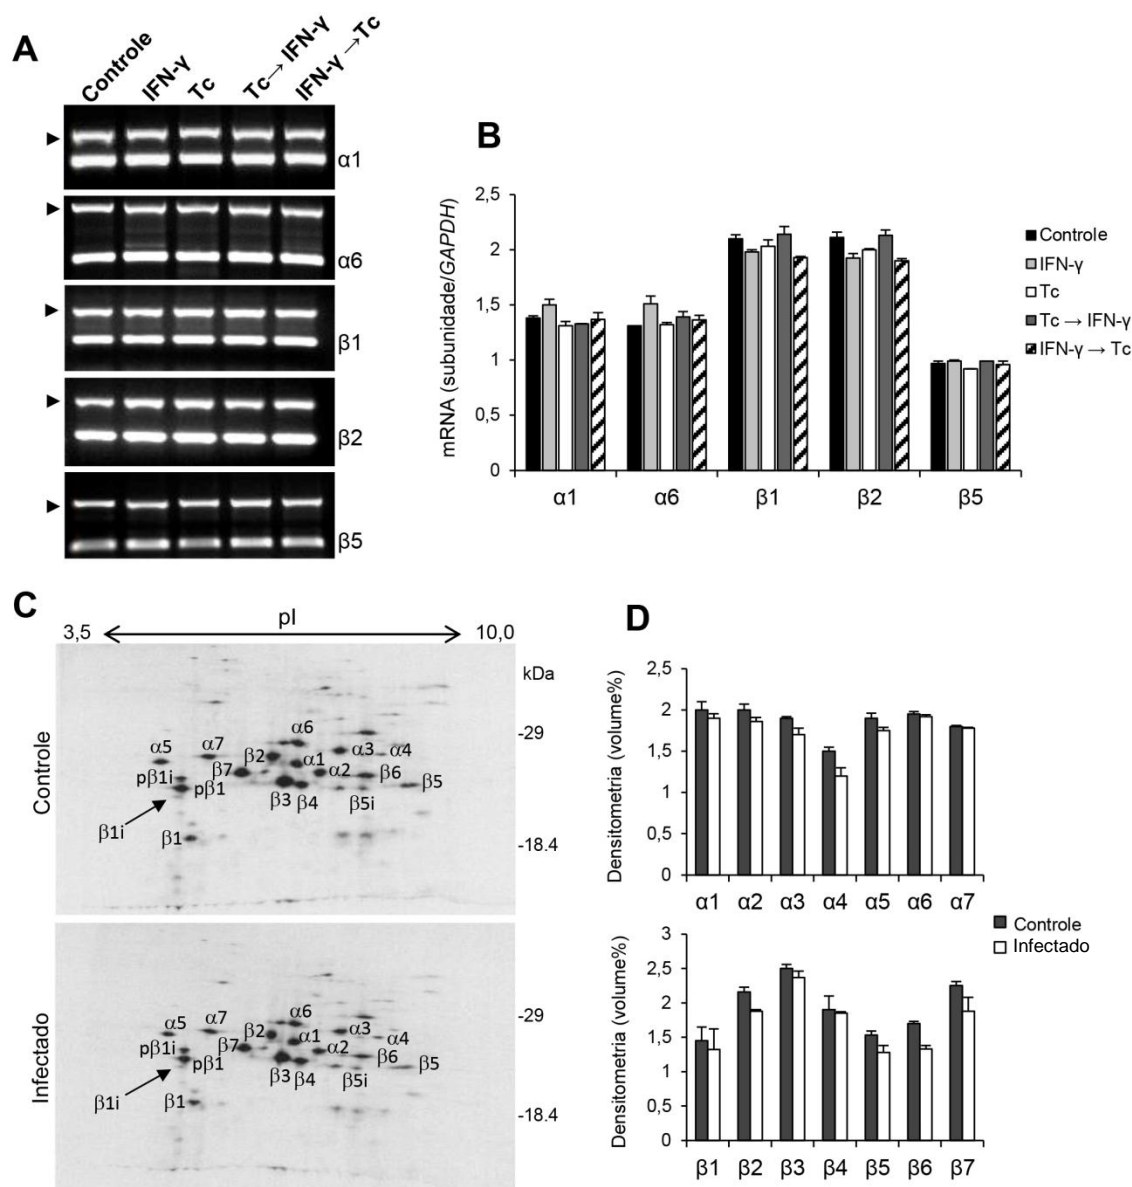 A
Controle
IFN-γ
Tc
Tc→ IFN-γ
IFN-γ →Tc
α1
α6
β1
β2
β5
B
mRNA (subunidade/GAPDH)
2,5
2
1,5
1
0,5
0
α1 α6 β1 β2 β5
Controle
IFN-γ
Tc
Tc → IFN-γ
IFN-γ → Tc
C
pI
3,5 10,0
kDa
Controle
-29
-18.4
α6
α5 α7 β2 α1 α3 α4
pβ1i β7 α2 β6
pβ1 β3 β4 β5i β5
β1i
β1
Infectado
-29
-18.4
α6
α5 α7 β2 α1 α3 α4
pβ1i β7 α2 β6
pβ1 β3 β4 β5i β5
β1i
β1
D
Densitometria (volume%)
2,5
2
1,5
1
0,5
0
α1 α2 α3 α4 α5 α6 α7
Controle
Infectado
Densitometria (volume%)
3
2,5
2
1,5
1
0,5
0
β1 β2 β3 β4 β5 β6 β7